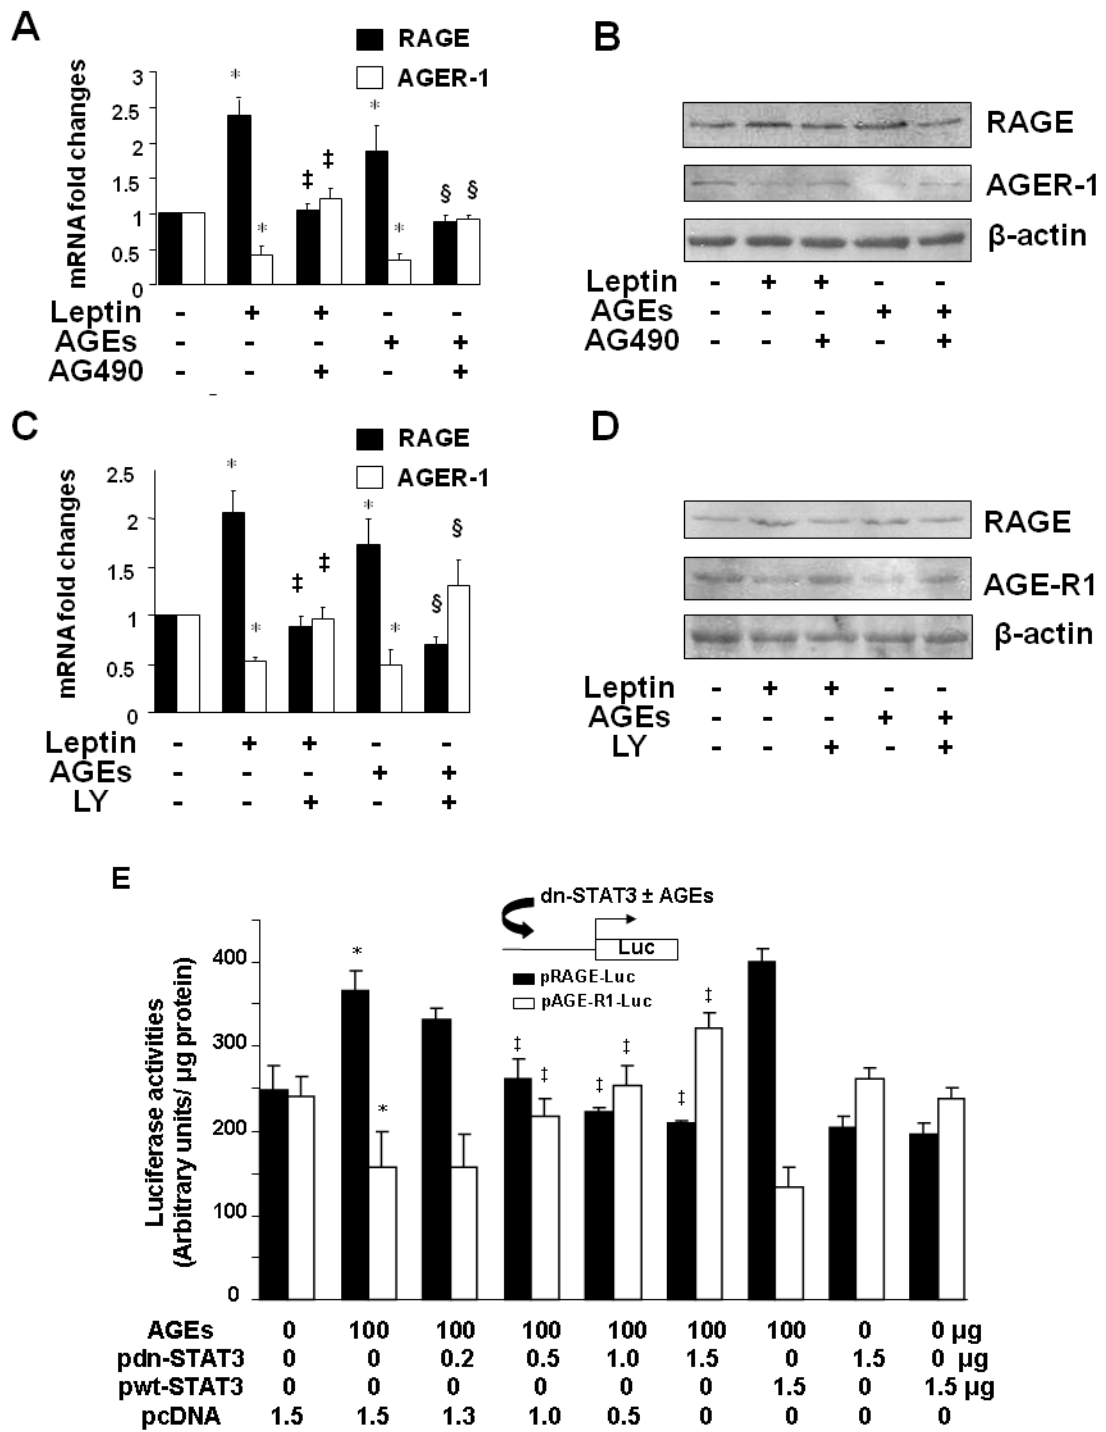 A
RAGE
AGER-1
mRNA fold changes
3
2.5
2
1.5
1
0.5
0
* * ‡ ‡ * * § §
Leptin - + + - -
AGEs - - - + +
AG490 - - + - +
B
RAGE
AGER-1
β-actin
Leptin - + + - -
AGEs - - - + +
AG490 - - + - +
C
RAGE
AGER-1
mRNA fold changes
2.5
2
1.5
1
0.5
0
* * ‡ ‡ * * § §
Leptin - + + - -
AGEs - - - + +
LY - - + - +
D
RAGE
AGE-R1
β-actin
Leptin - + + - -
AGEs - - - + +
LY - - + - +
E
dn-STAT3 ± AGEs
Luc
pRAGE-Luc
pAGE-R1-Luc
Luciferase activities
(Arbitrary units/ µg protein)
400
300
200
100
0
* * ‡ ‡ ‡ ‡ ‡ ‡
AGEs 0 100 100 100 100 100 100 0 0 µg
pdn-STAT3 0 0 0.2 0.5 1.0 1.5 0 1.5 0 µg
pwt-STAT3 0 0 0 0 0 0 1.5 0 1.5 µg
pcDNA 1.5 1.5 1.3 1.0 0.5 0 0 0 0